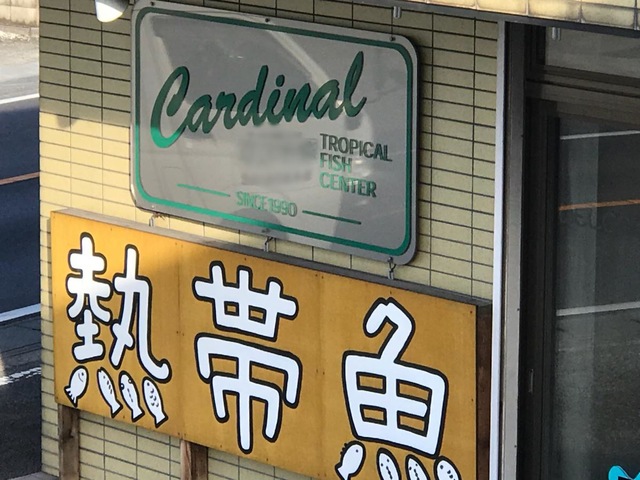 Cardinal
TROPICAL
FISH
CENTER
SINCE 1990
熱帯魚